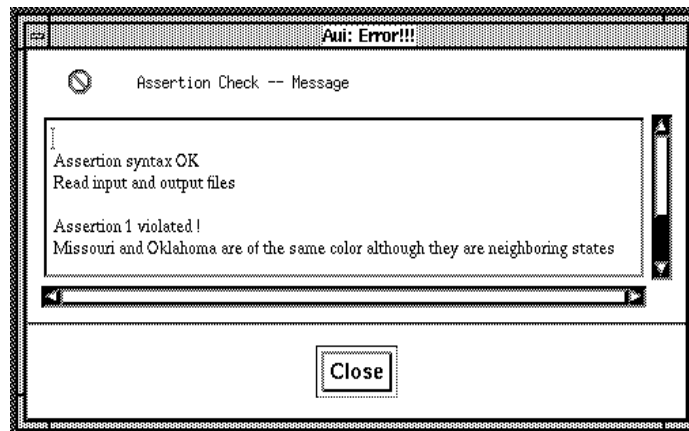 Aui: Error!!!
Assertion Check -- Message
Assertion syntax OK
Read input and output files
Assertion 1 violated !
Missouri and Oklahoma are of the same color although they are neighboring states
Close